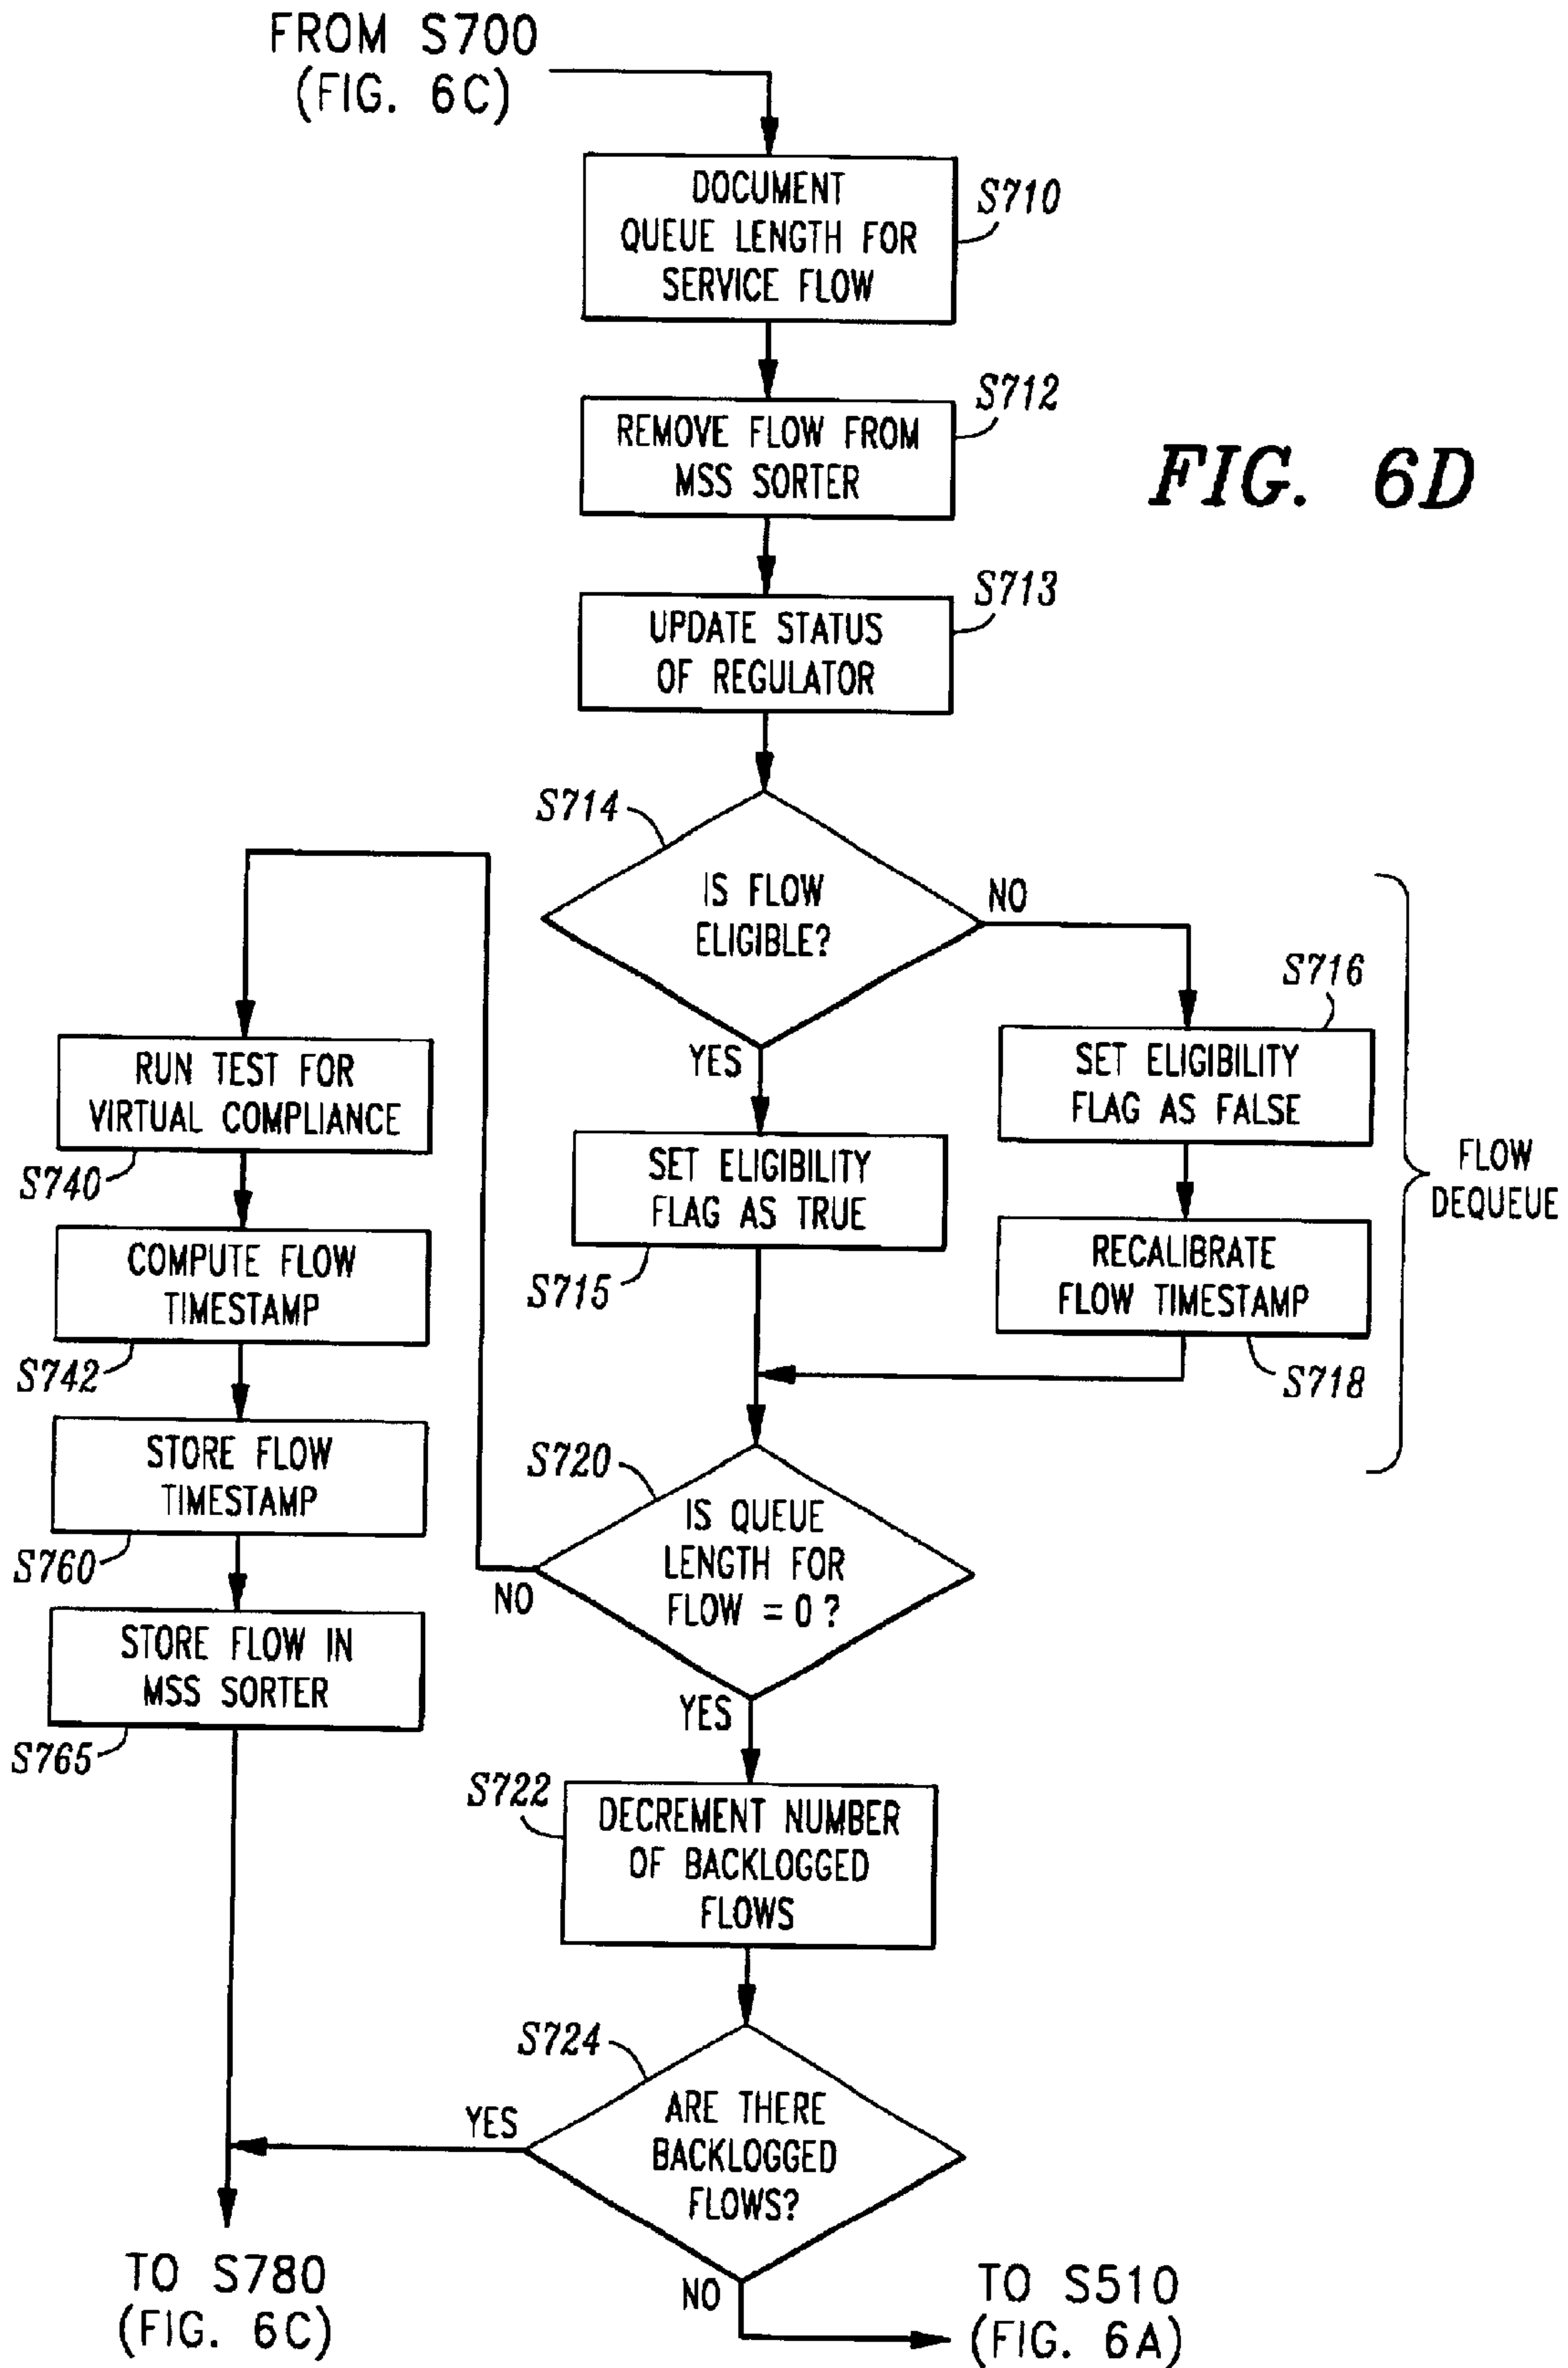 FROM S700
(FIG. 6C)
DOCUMENT
QUEUE LENGTH FOR
SERVICE FLOW
S710
REMOVE FLOW FROM
MSS SORTER
S712
FIG. 6D
UPDATE STATUS
OF REGULATOR
S713
S714
IS FLOW
ELIGIBLE?
NO
YES
S716
SET ELIGIBILITY
FLAG AS FALSE
RUN TEST FOR
VIRTUAL COMPLIANCE
S740
SET ELIGIBILITY
FLAG AS TRUE
S715
FLOW
DEQUEUE
RECALIBRATE
FLOW TIMESTAMP
S718
COMPUTE FLOW
TIMESTAMP
S742
STORE FLOW
TIMESTAMP
S760
S720
IS QUEUE
LENGTH FOR
FLOW = 0 ?
NO
YES
STORE FLOW IN
MSS SORTER
S765
S722
DECREMENT NUMBER
OF BACKLOGGED
FLOWS
S724
ARE THERE
BACKLOGGED
FLOWS?
YES
NO
TO S780
(FIG. 6C)
TO S510
(FIG. 6A)